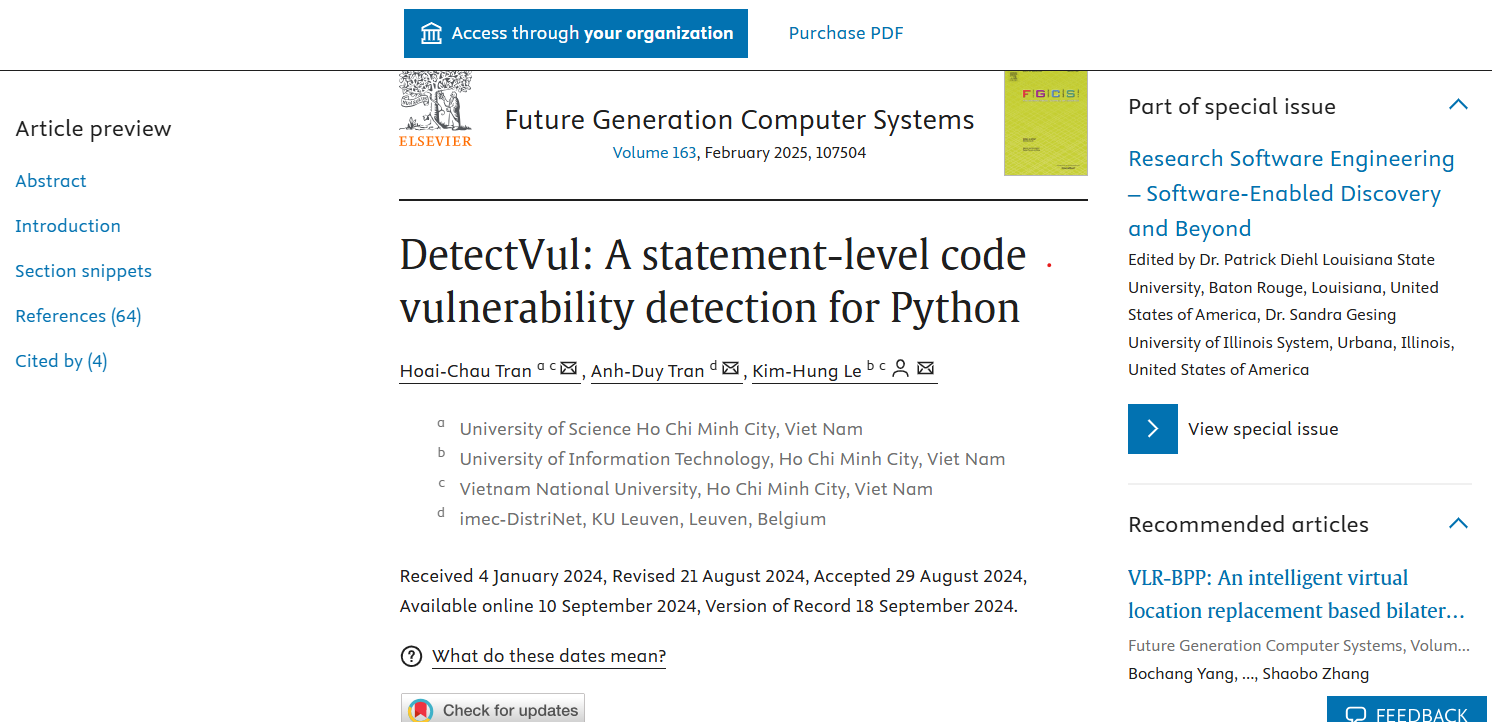 Access through your organization
Purchase PDF
Article preview
Abstract
Introduction
Section snippets
References (64)
Cited by (4)
ELSEVIER
Future Generation Computer Systems
Volume 163, February 2025, 107504
FGCS
DetectVul: A statement-level code
vulnerability detection for Python
Hoai-Chau Tran a c, Anh-Duy Tran d, Kim-Hung Le b c
a University of Science Ho Chi Minh City, Viet Nam
b University of Information Technology, Ho Chi Minh City, Viet Nam
c Vietnam National University, Ho Chi Minh City, Viet Nam
d imec-DistriNet, KU Leuven, Leuven, Belgium
Received 4 January 2024, Revised 21 August 2024, Accepted 29 August 2024,
Available online 10 September 2024, Version of Record 18 September 2024.
What do these dates mean?
Check for updates
Part of special issue
Research Software Engineering
– Software-Enabled Discovery
and Beyond
Edited by Dr. Patrick Diehl Louisiana State
University, Baton Rouge, Louisiana, United
States of America, Dr. Sandra Gesing
University of Illinois System, Urbana, Illinois,
United States of America
View special issue
Recommended articles
VLR-BPP: An intelligent virtual
location replacement based bilater…
Future Generation Computer Systems, Volum…
Bochang Yang, …, Shaobo Zhang
FEEDBACK